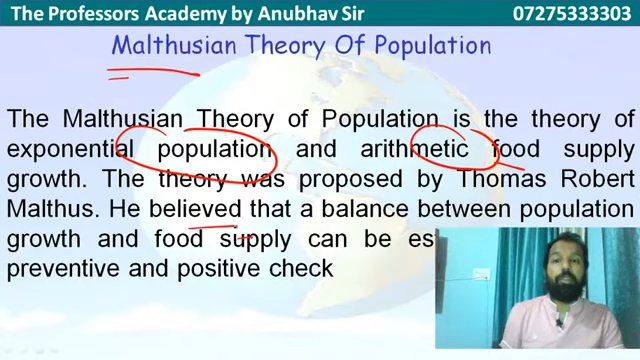 The Professors Academy by Anubhav Sir 07275333303
Malthusian Theory Of Population
The Malthusian Theory of Population is the theory of
exponential population and arithmetic food supply
growth. The theory was proposed by Thomas Robert
Malthus. He believed that a balance between population
growth and food supply can be es
preventive and positive check